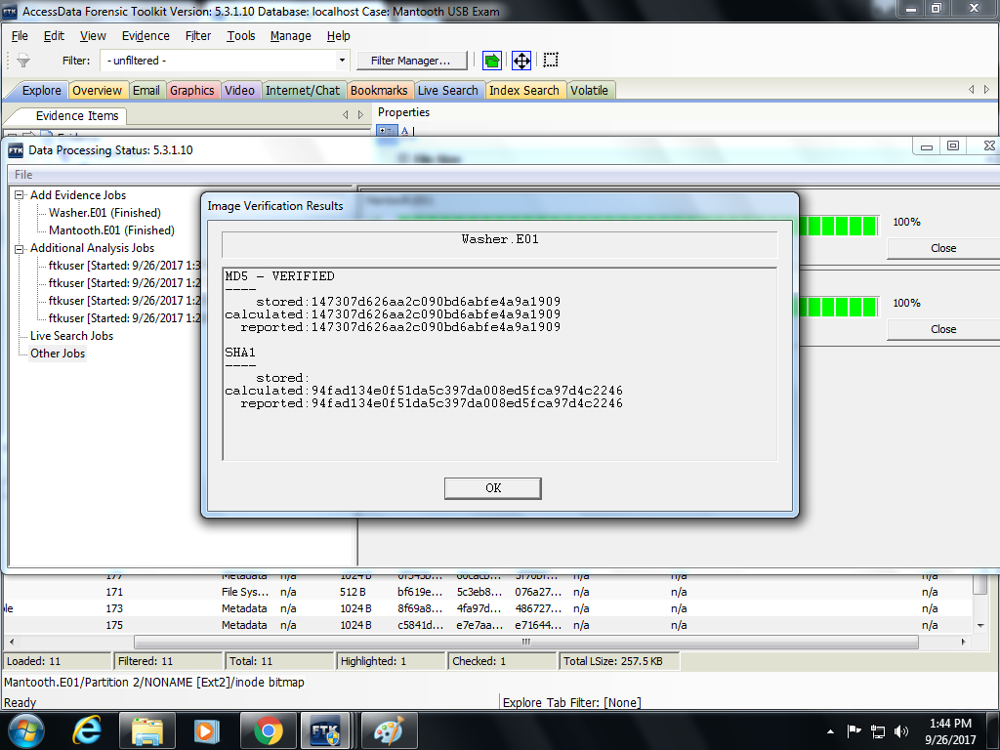 AccessData Forensic Toolkit Version: 5.3.1.10 Database: localhost Case: Mantooth USB Exam
File Edit View Evidence Filter Tools Manage Help
Filter: - unfiltered - Filter Manager...
Explore Overview Email Graphics Video Internet/Chat Bookmarks Live Search Index Search Volatile
Evidence Items
Properties
Data Processing Status: 5.3.1.10
File
Add Evidence Jobs
Washer.E01 (Finished)
Mantooth.E01 (Finished)
Additional Analysis Jobs
ftkuser [Started: 9/26/2017 1:3
ftkuser [Started: 9/26/2017 1:2
ftkuser [Started: 9/26/2017 1:2
ftkuser [Started: 9/26/2017 1:2
Live Search Jobs
Other Jobs
100%
Close
100%
Close
Image Verification Results
Washer.E01
MD5 - VERIFIED
----
stored:147307d626aa2c090bd6abfe4a9a1909
calculated:147307d626aa2c090bd6abfe4a9a1909
reported:147307d626aa2c090bd6abfe4a9a1909
SHA1
----
stored:
calculated:94fad134e0f51da5c397da008ed5fca97d4c2246
reported:94fad134e0f51da5c397da008ed5fca97d4c2246
OK
177 Metadata n/a 1024 B n/a n/a n/a
171 File Sys... n/a 512 B bf619e... 5c3eb8... 076a27... n/a n/a n/a
173 Metadata n/a 1024 B 8f69a8... 4fa97d... 486727... n/a n/a n/a
175 Metadata n/a 1024 B c5841d... e7e7aa... e71644... n/a n/a n/a
Loaded: 11 Filtered: 11 Total: 11 Highlighted: 1 Checked: 1 Total LSize: 257.5 KB
Mantooth.E01/Partition 2/NONAME [Ext2]/inode bitmap
Ready Explore Tab Filter: [None]
FTK
1:44 PM
9/26/2017